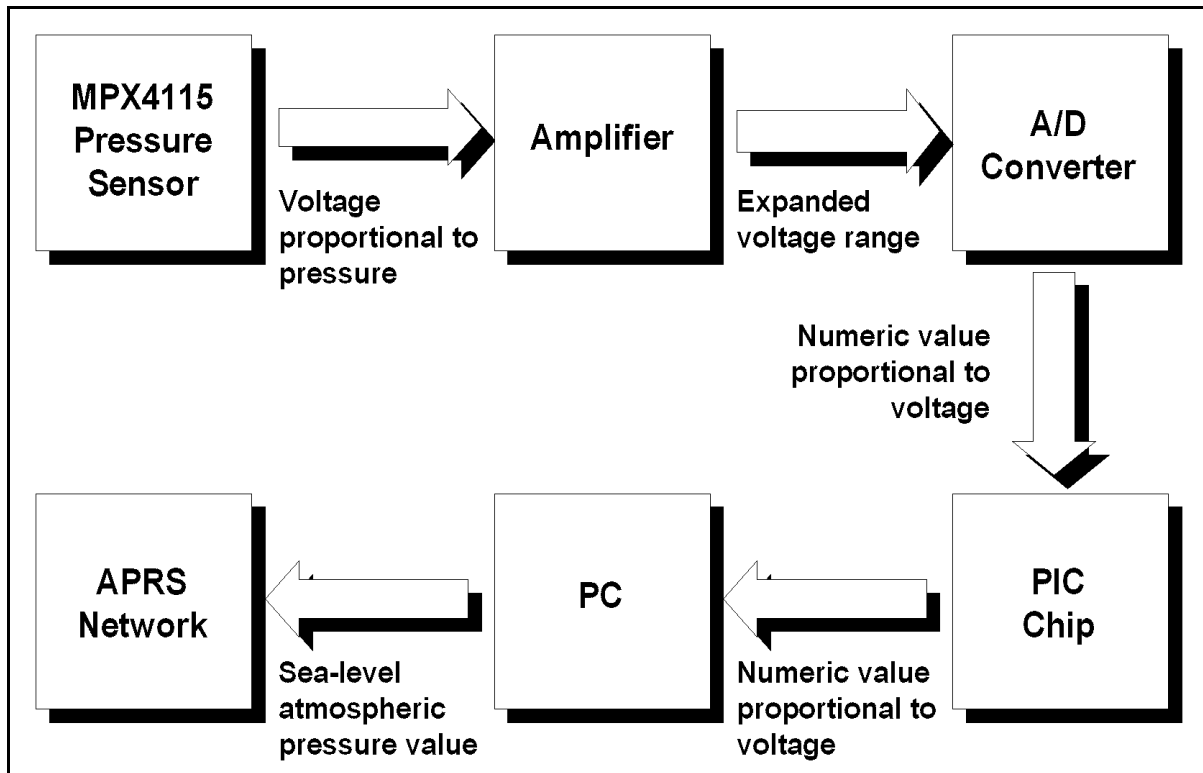 MPX4115
Pressure
Sensor
Voltage
proportional to
pressure
Amplifier
Expanded
voltage range
A/D
Converter
Numeric value
proportional to
voltage
PIC
Chip
Numeric value
proportional to
voltage
PC
Sea-level
atmospheric
pressure value
APRS
Network